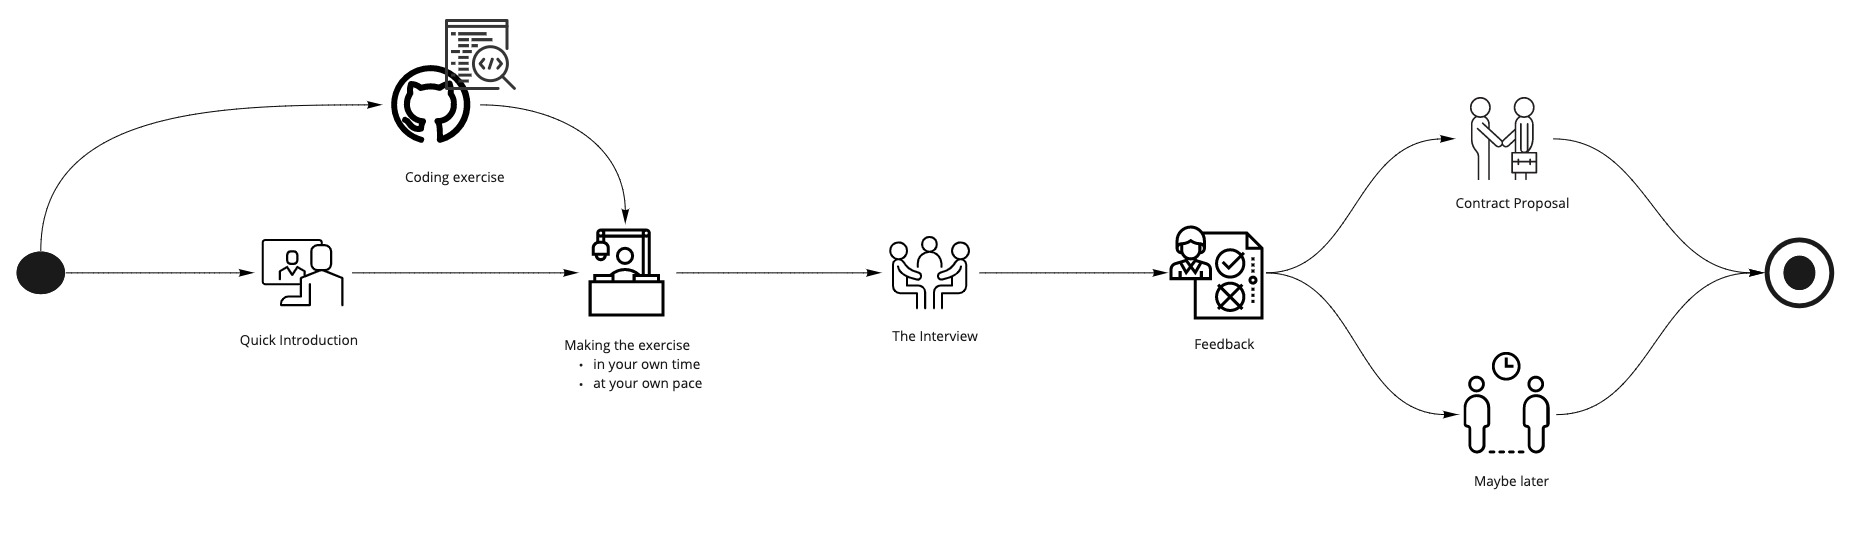 Coding exercise
Quick Introduction
Making the exercise
• in your own time
• at your own pace
The Interview
Feedback
Contract Proposal
Maybe later